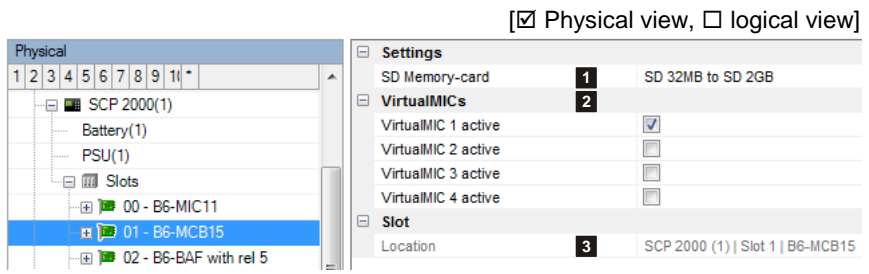 [☑ Physical view, ☐ logical view]
Physical
1 2 3 4 5 6 7 8 9 1( *
SCP 2000(1)
Battery(1)
PSU(1)
Slots
00 - B6-MIC11
01 - B6-MCB15
02 - B6-BAF with rel 5
Settings
SD Memory-card 1 SD 32MB to SD 2GB
VirtualMICs 2
VirtualMIC 1 active
VirtualMIC 2 active
VirtualMIC 3 active
VirtualMIC 4 active
Slot
Location 3 SCP 2000 (1) | Slot 1 | B6-MCB15